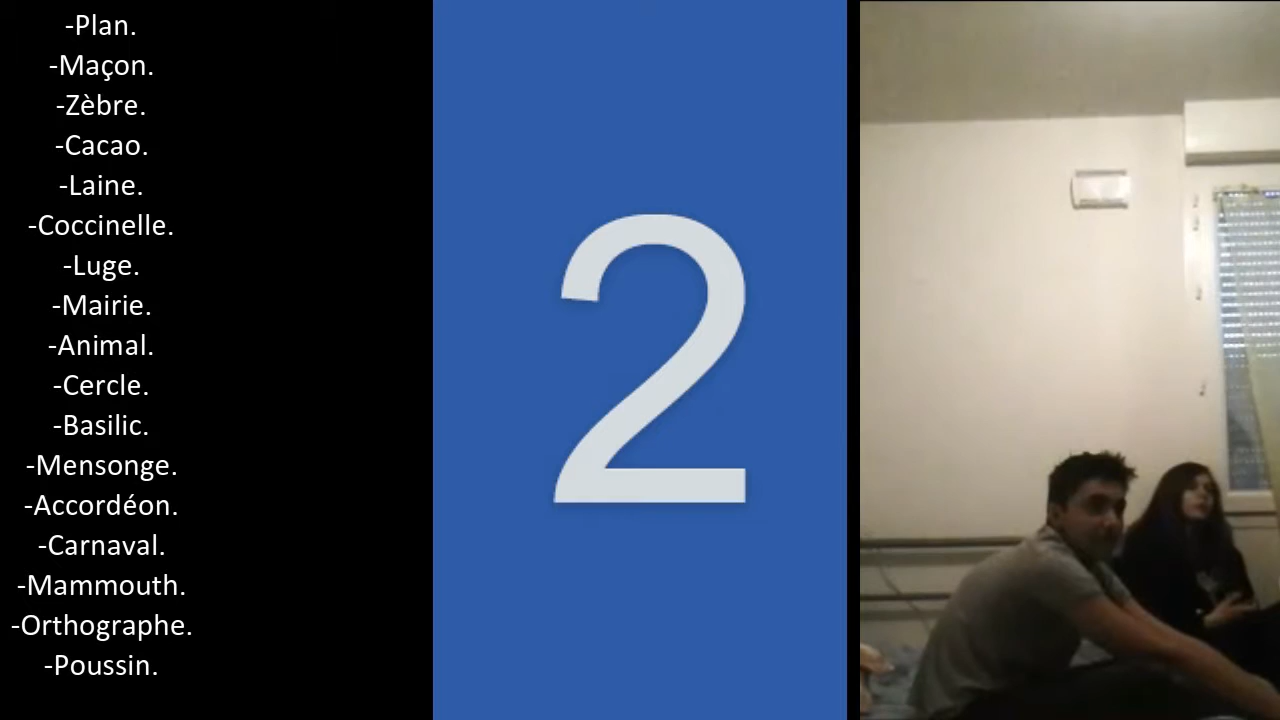 -Plan.
-Maçon.
-Zèbre.
-Cacao.
-Laine.
-Coccinelle.
-Luge.
-Mairie.
-Animal.
-Cercle.
-Basilic.
-Mensonge.
-Accordéon.
-Carnaval.
-Mammouth.
-Orthographe.
-Poussin.
2